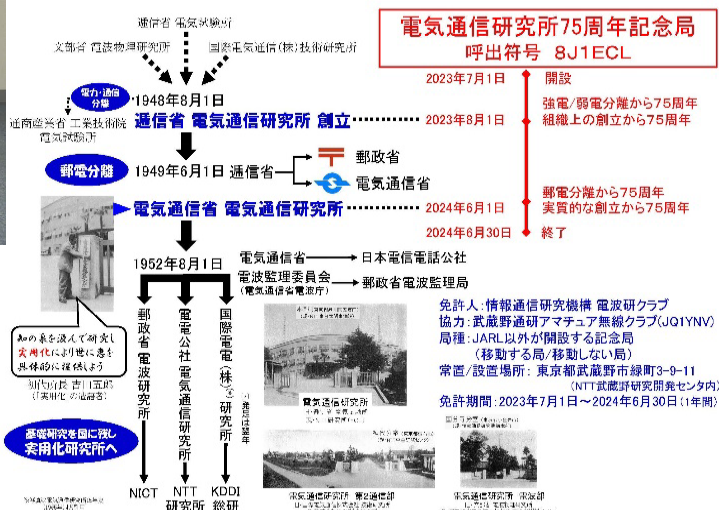 逓信省 電気試験所
文部省 電波物理研究所
国際電気通信(株)技術研究所
電力・通信
分離
1948年8月1日
通商産業省 工業技術院
電気試験所
逓信省 電気通信研究所 創立
郵電分離
1949年6月1日 逓信省
郵政省
電気通信省
電気通信省 電気通信研究所
1952年8月1日
電気通信省
日本電信電話公社
電波監理委員会
(電気通信省電波庁)
郵政省電波監理局
知の泉を汲んで研究し
実用化により世に恵を
具体的に提供しよう
初代所長 吉田五郎
(「実用化」の造語者)
基礎研究を国に残し
実用化研究所へ
郵政省 電波研究所
電電公社 電気通信研究所
国際電電(株) 研究所
NICT
NTT
研究所
KDDI
総研
電気通信研究所75周年記念局
呼出符号 8J1ECL
2023年7月1日 開設
強電/弱電分離から75周年
2023年8月1日 組織上の創立から75周年
郵電分離から75周年
2024年6月1日 実質的な創立から75周年
2024年6月30日 終了
免許人:情報通信研究機構 電波研クラブ
協力:武蔵野通研アマチュア無線クラブ(JQ1YNV)
局種:JARL以外が開設する記念局
(移動する局/移動しない局)
常置/設置場所: 東京都武蔵野市緑町3-9-11
(NTT武蔵野研究開発センタ内)
免許期間:2023年7月1日～2024年6月30日(1年間)
電気通信研究所 第2通信部
電気通信研究所 電波部